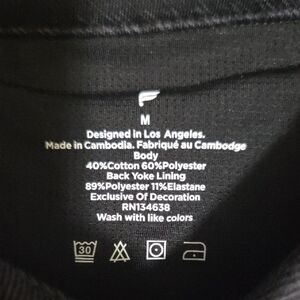 M
Designed in Los Angeles.
Made in Cambodia. Fabriqué au Cambodge
Body
40%Cotton 60%Polyester
Back Yoke Lining
89%Polyester 11%Elastane
Exclusive Of Decoration
RN134638
Wash with like colors
30